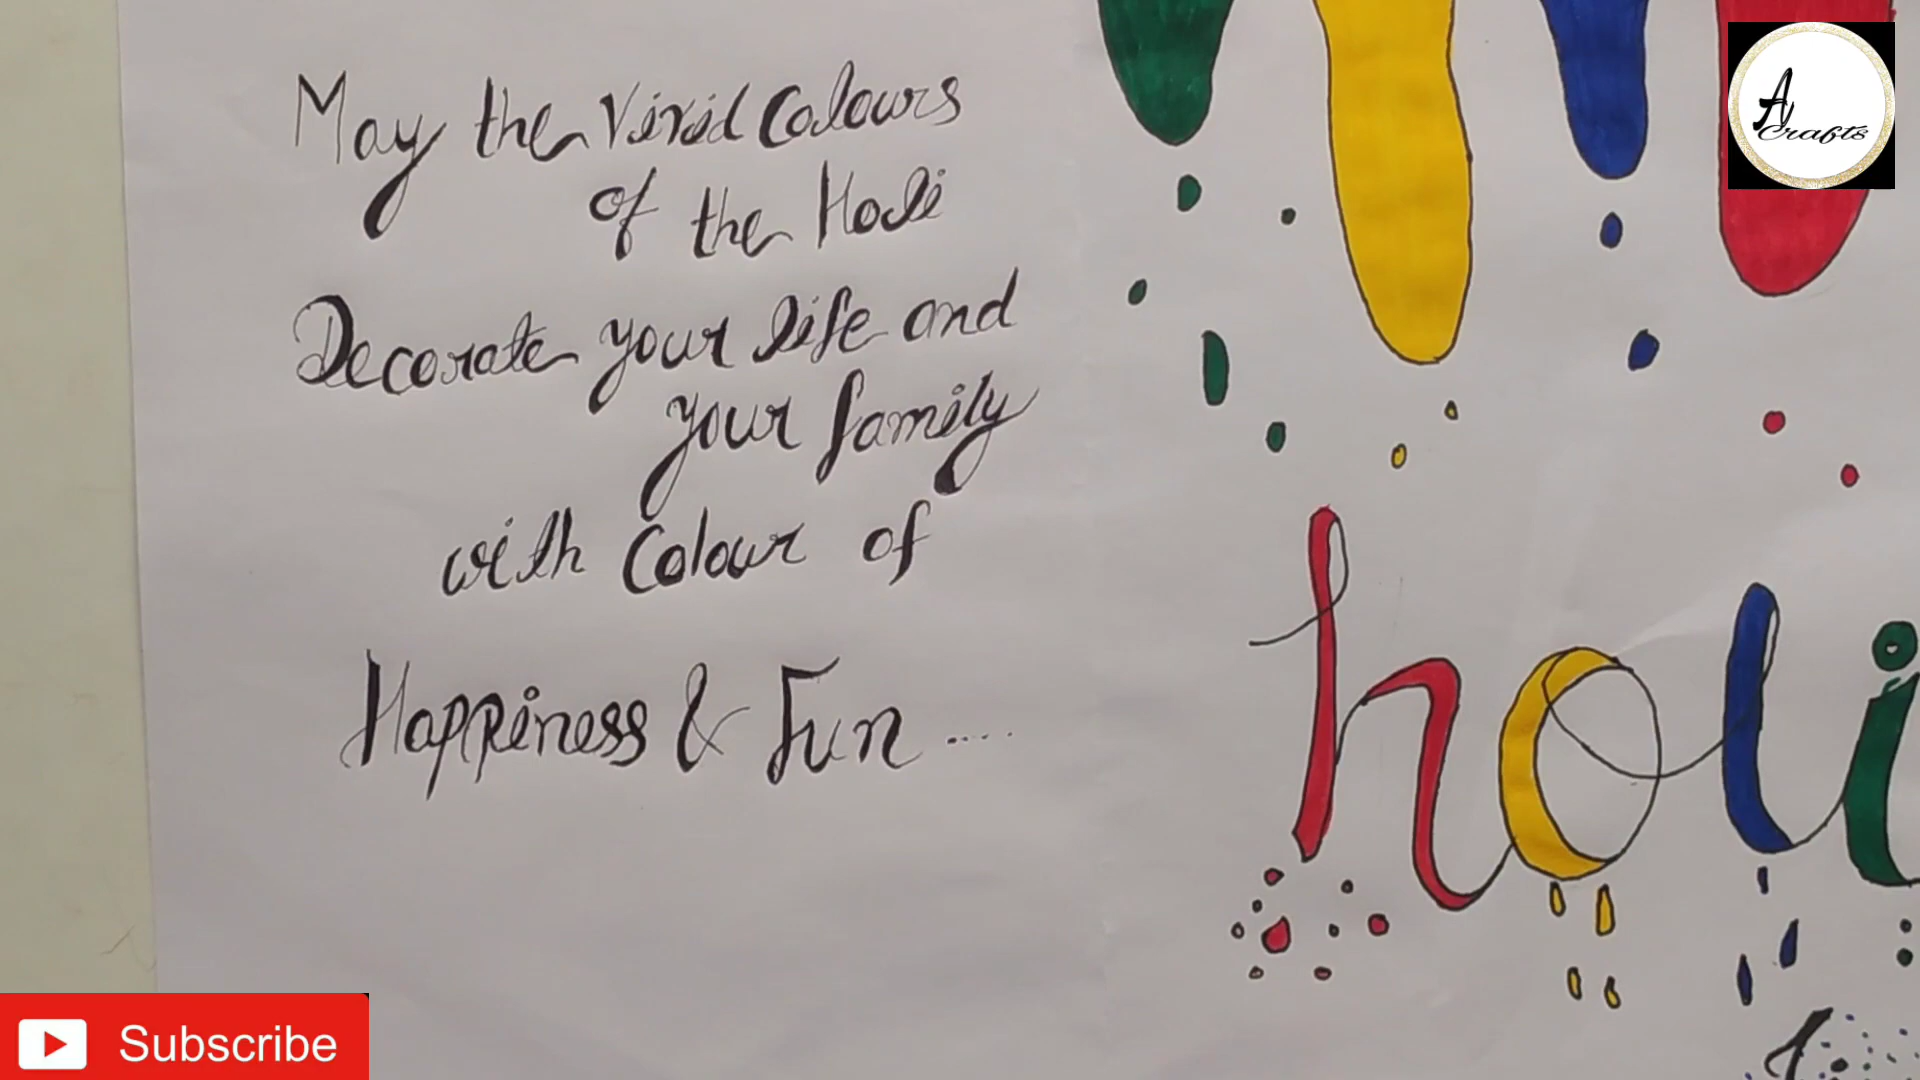 May the Vivid Colours
of the Holi
Decorate your life and
your family
with Colour of
Happiness & Fun .....
holi
A
Crafts
Subscribe